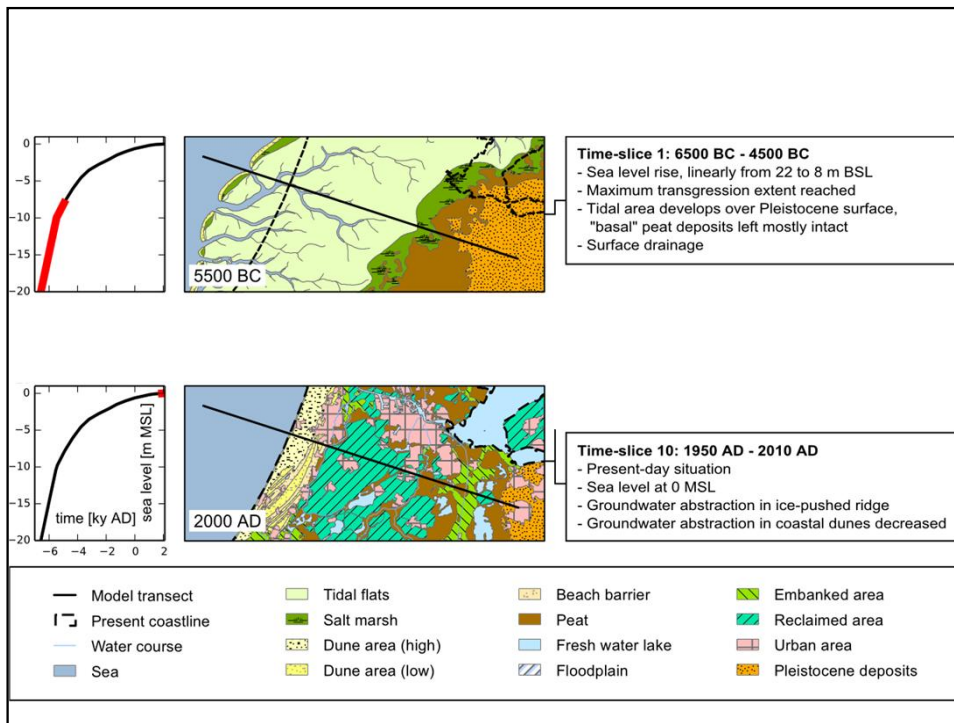 0
−5
−10
−15
−20
5500 BC
Time-slice 1: 6500 BC - 4500 BC
- Sea level rise, linearly from 22 to 8 m BSL
- Maximum transgression extent reached
- Tidal area develops over Pleistocene surface,
"basal" peat deposits left mostly intact
- Surface drainage
0
−5
−10
−15
−20
time [ky AD]
sea level [m MSL]
−6 −4 −2 0 2
2000 AD
Time-slice 10: 1950 AD - 2010 AD
- Present-day situation
- Sea level at 0 MSL
- Groundwater abstraction in ice-pushed ridge
- Groundwater abstraction in coastal dunes decreased
Model transect
Present coastline
Water course
Sea
Tidal flats
Salt marsh
Dune area (high)
Dune area (low)
Beach barrier
Peat
Fresh water lake
Floodplain
Embanked area
Reclaimed area
Urban area
Pleistocene deposits